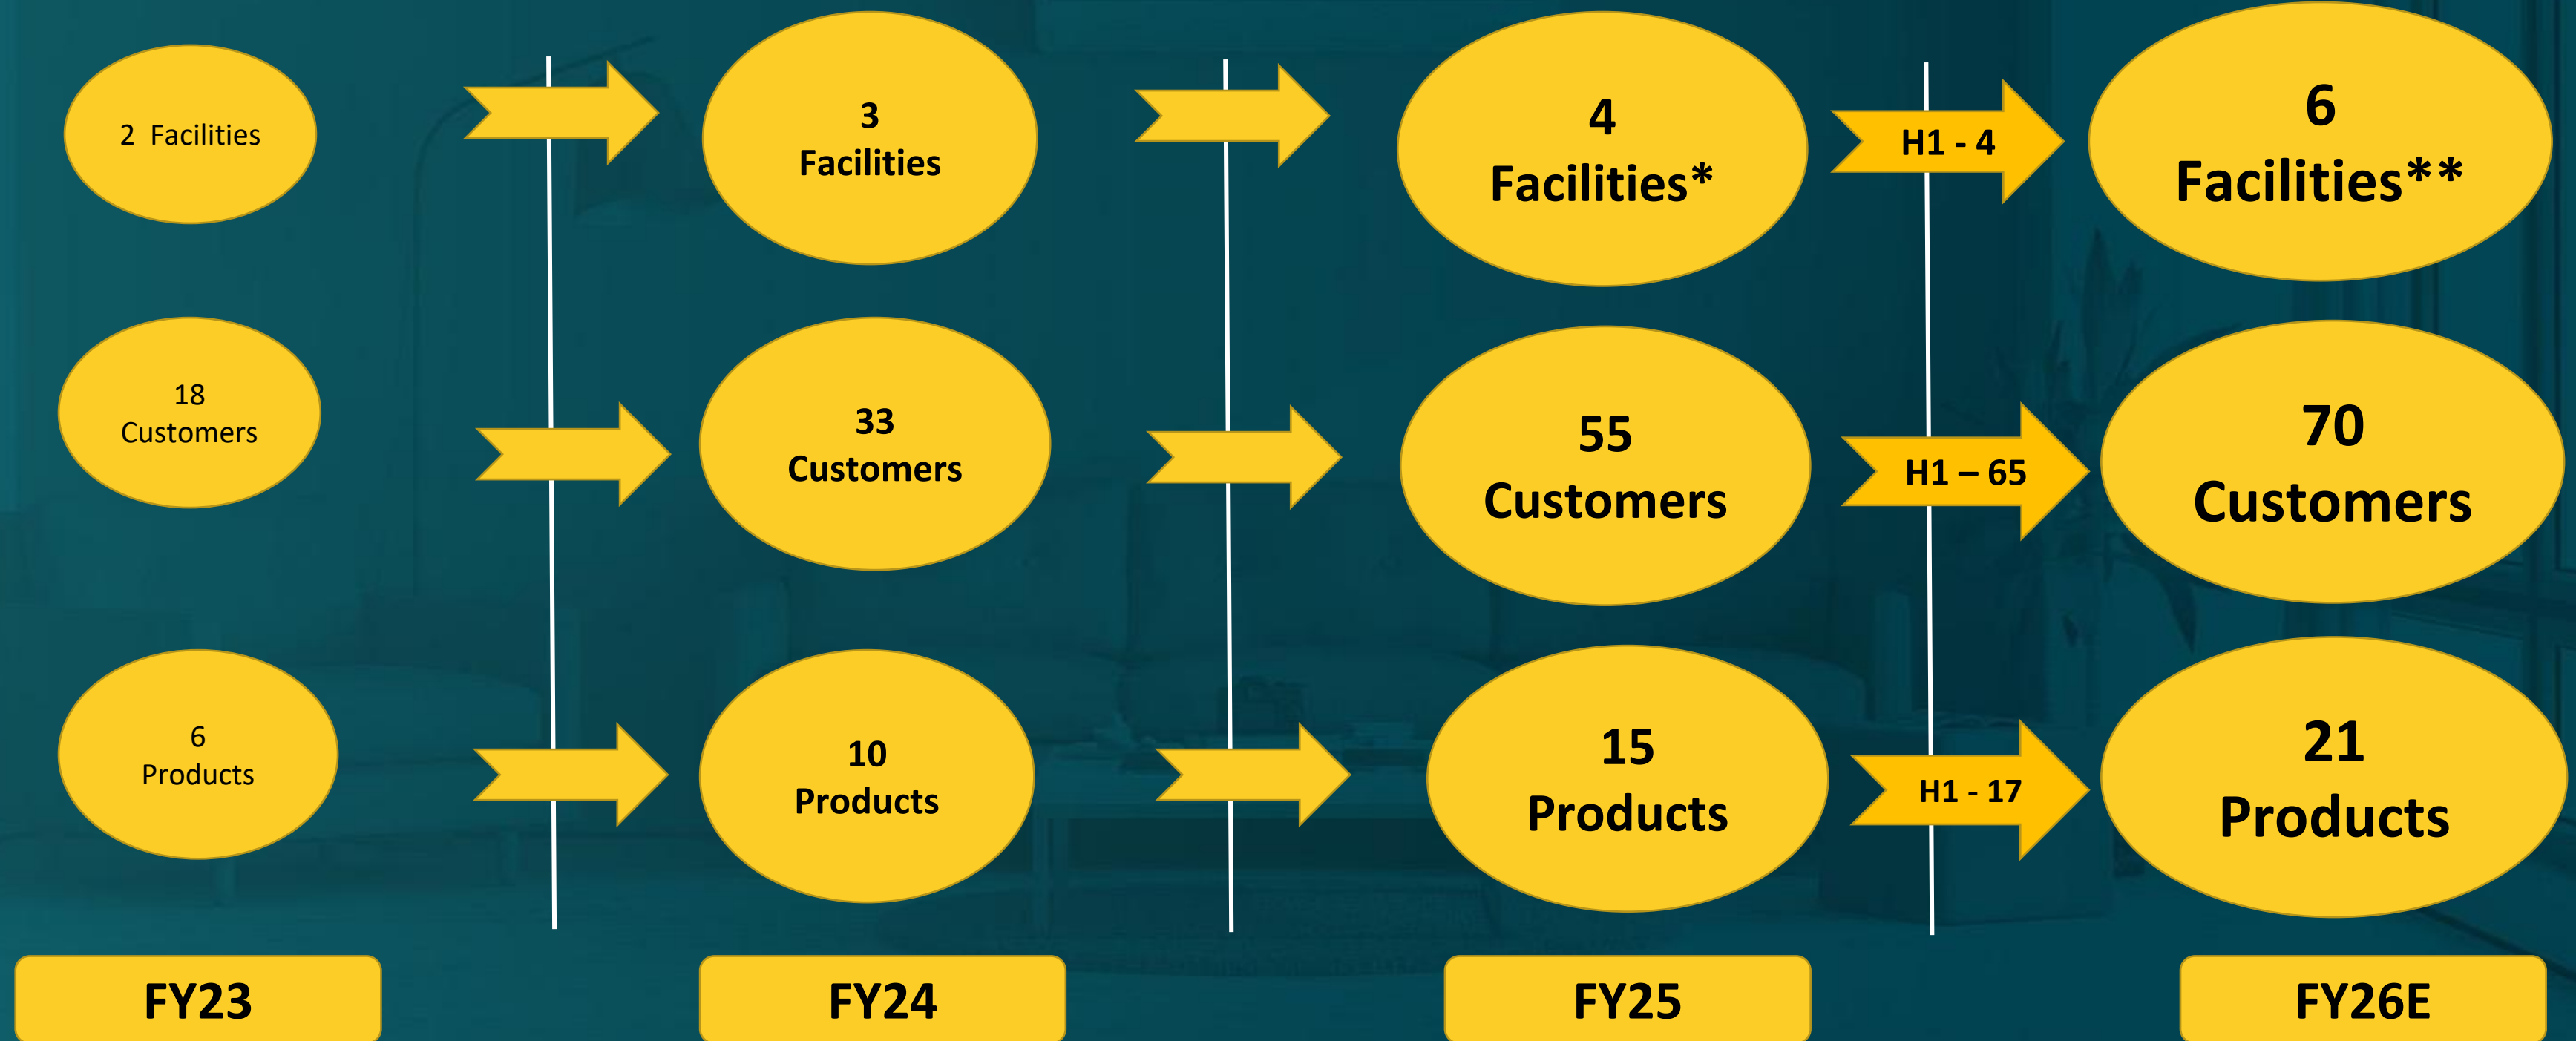 2 Facilities
3
Facilities
4
Facilities*
H1 - 4
6
Facilities**
18
Customers
33
Customers
55
Customers
H1 – 65
70
Customers
6
Products
10
Products
15
Products
H1 - 17
21
Products
FY23
FY24
FY25
FY26E